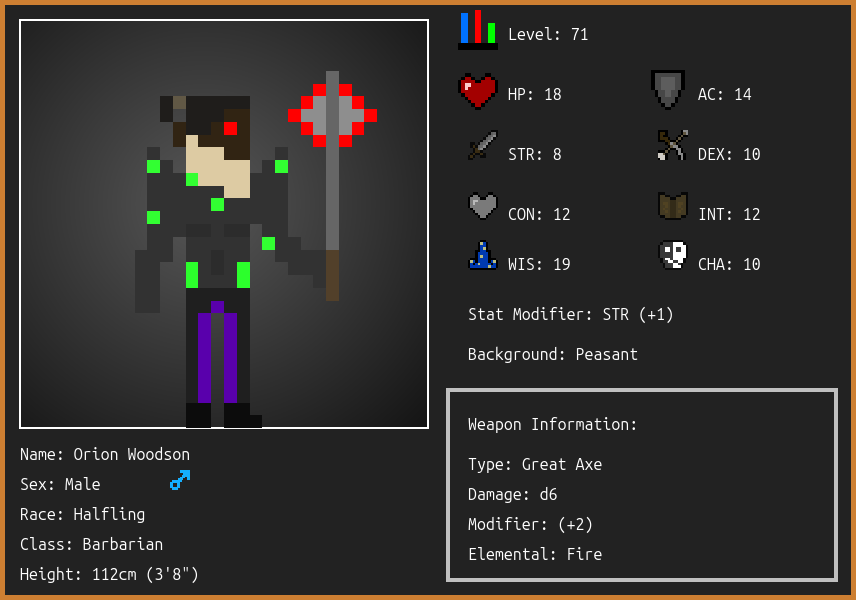 Level: 71
HP: 18
AC: 14
STR: 8
DEX: 10
CON: 12
INT: 12
WIS: 19
CHA: 10
Stat Modifier: STR (+1)
Background: Peasant
Weapon Information:
Type: Great Axe
Damage: d6
Modifier: (+2)
Elemental: Fire
Name: Orion Woodson
Sex: Male
Race: Halfling
Class: Barbarian
Height: 112cm (3'8")